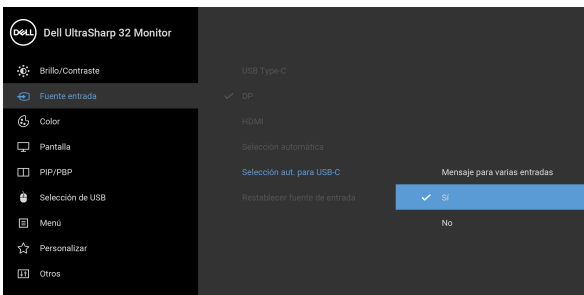 DELL
Dell UltraSharp 32 Monitor
Brillo/Contraste
Fuente entrada
Color
Pantalla
PIP/PBP
Selección de USB
Menú
Personalizar
Otros
USB Type-C
DP
HDMI
Selección automática
Selección aut. para USB-C
Restablecer fuente de entrada
Mensaje para varias entradas
Sí
No